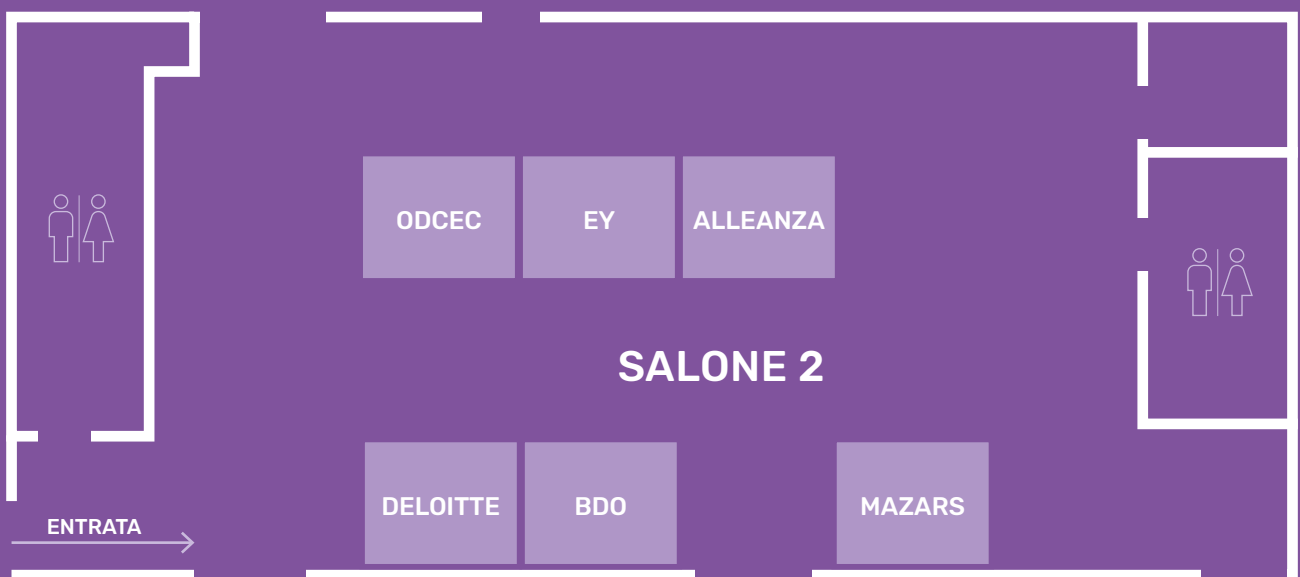 ODCEC
EY
ALLEANZA
SALONE 2
DELOITTE
BDO
MAZARS
ENTRATA